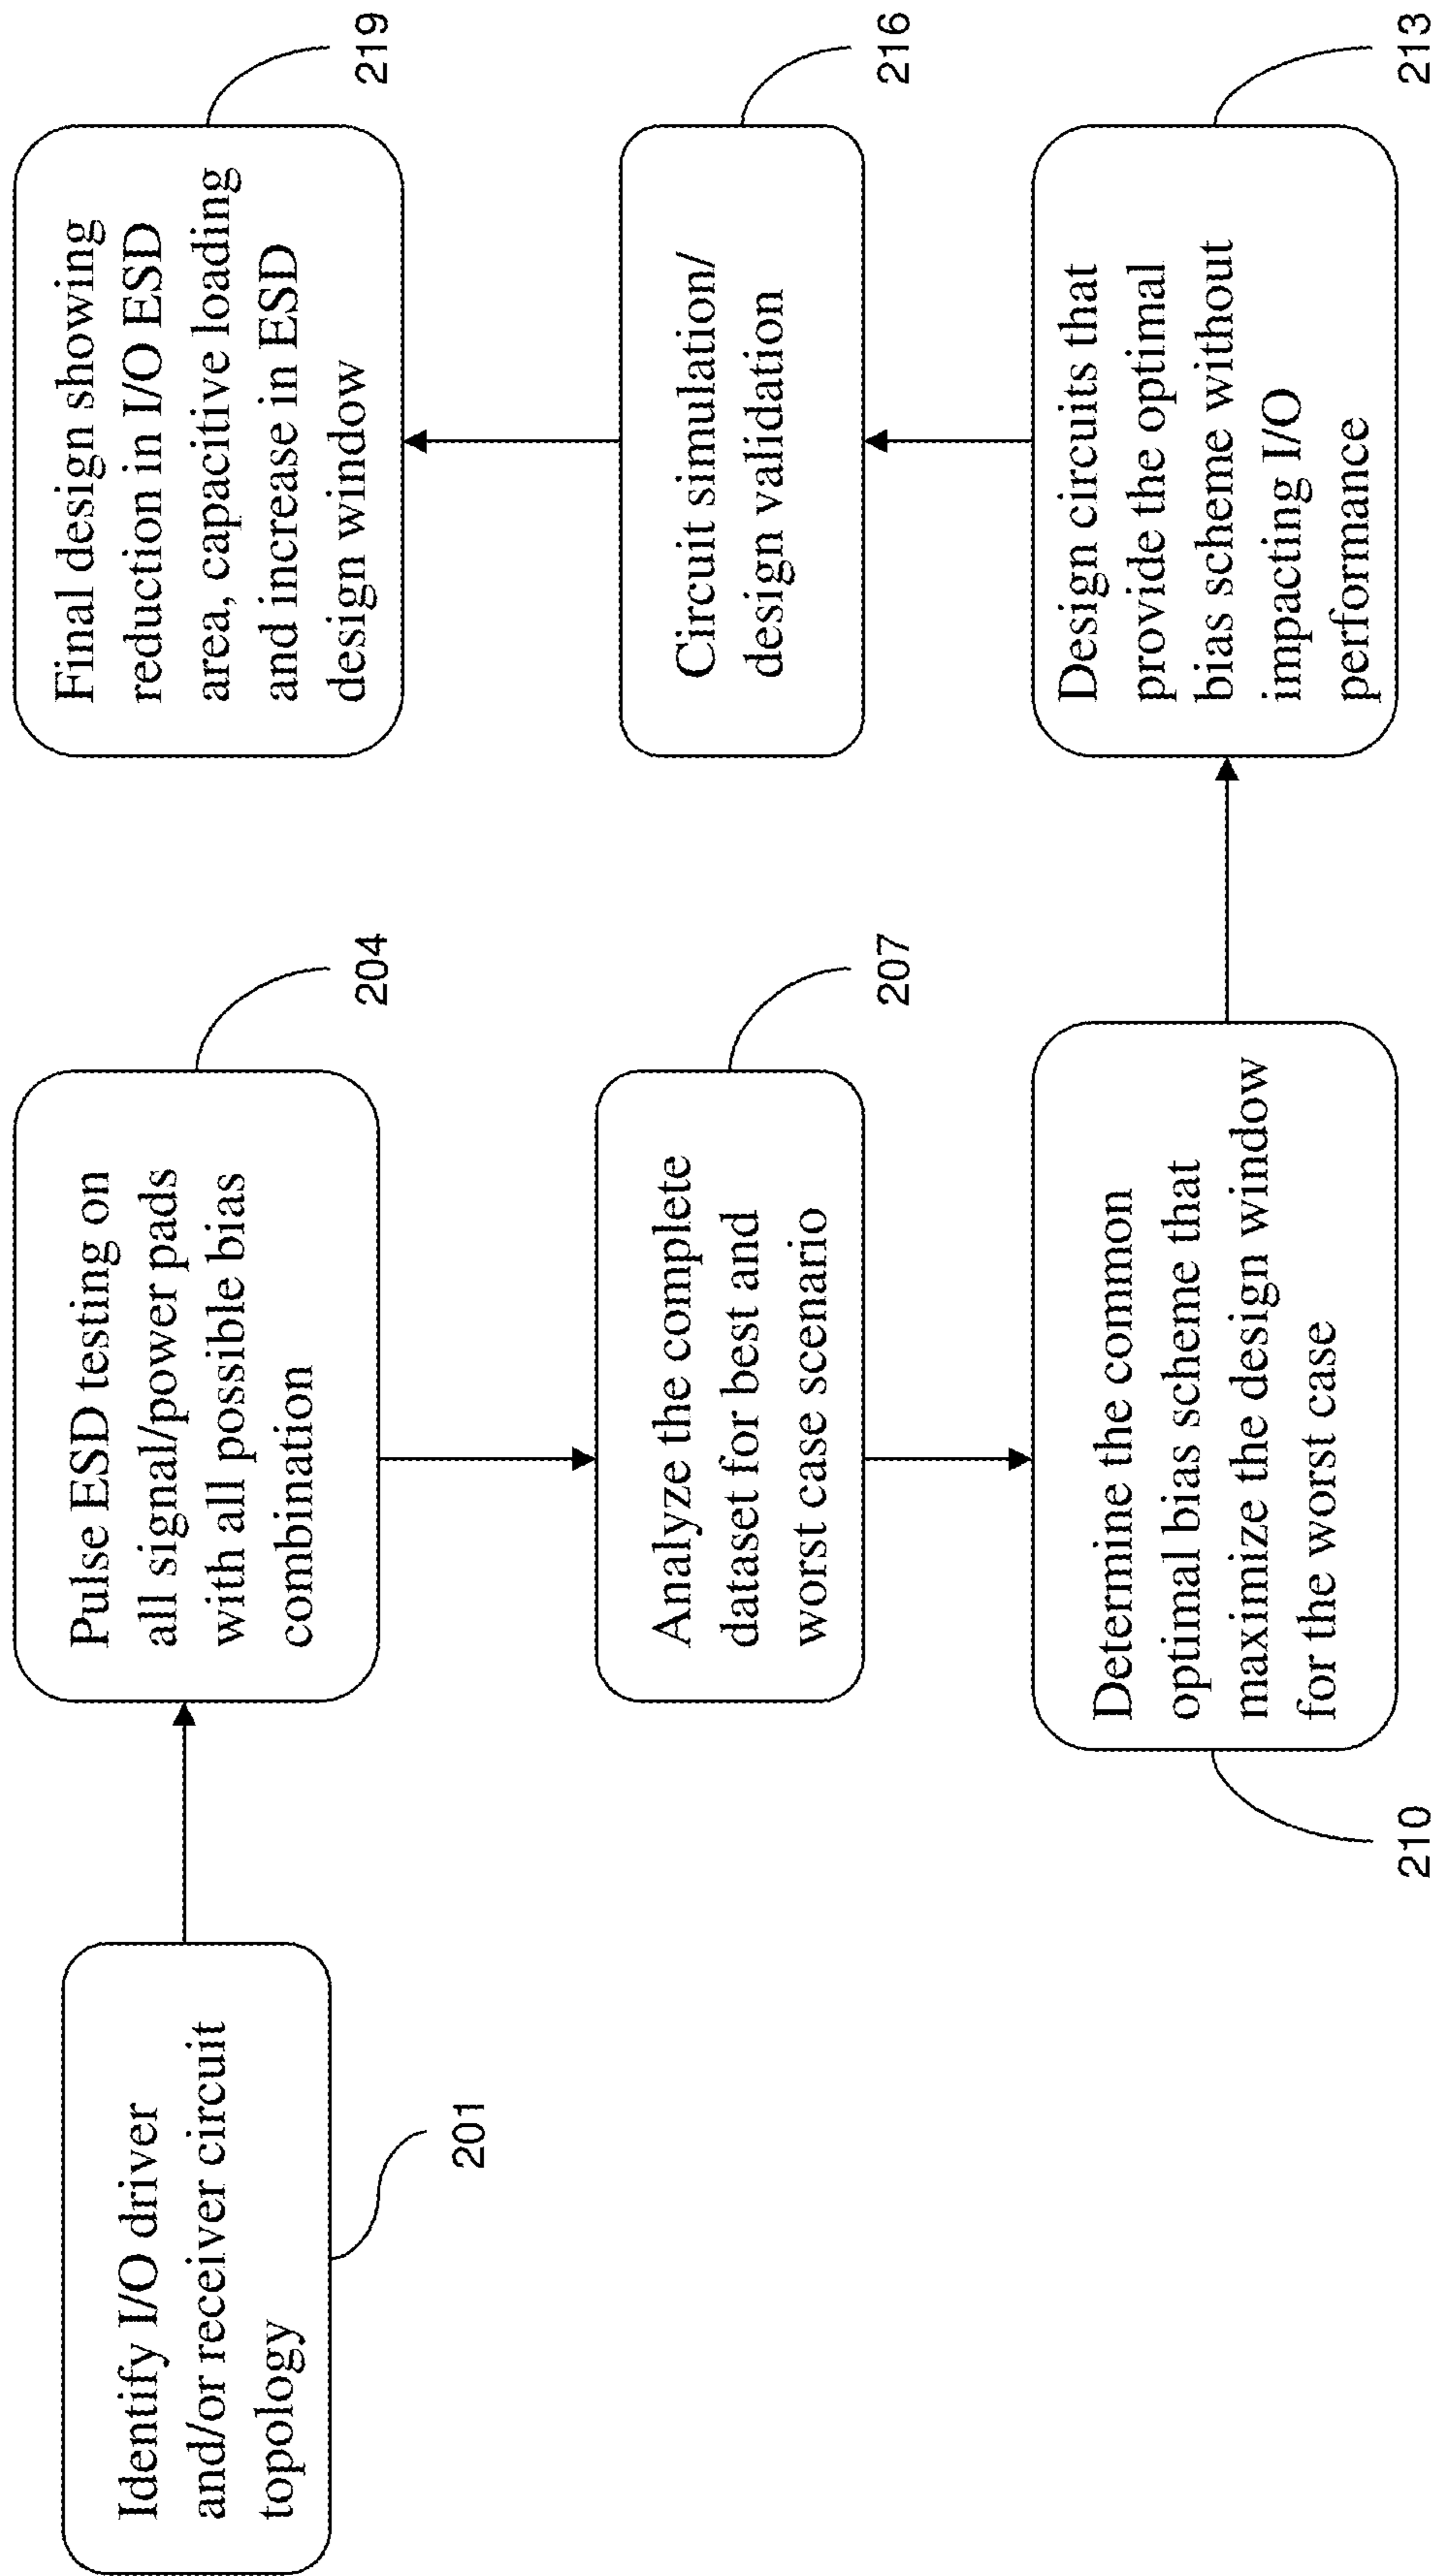 Identify I/O driver
and/or receiver circuit
topology
201
Pulse ESD testing on
all signal/power pads
with all possible bias
combination
204
Analyze the complete
dataset for best and
worst case scenario
207
Determine the common
optimal bias scheme that
maximize the design window
for the worst case
210
Design circuits that
provide the optimal
bias scheme without
impacting I/O
performance
213
Circuit simulation/
design validation
216
Final design showing
reduction in I/O ESD
area, capacitive loading
and increase in ESD
design window
219